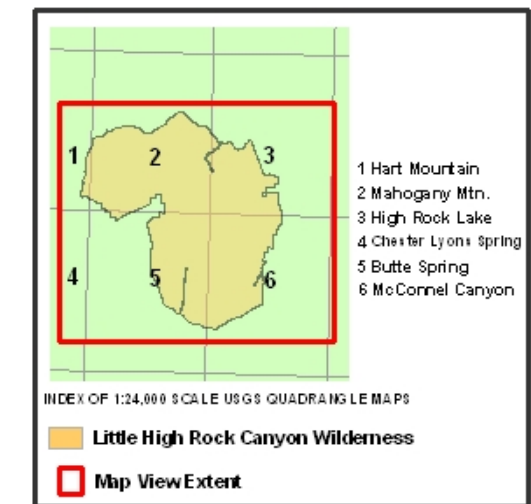 1 2 3
4 5 6
1 Hart Mountain
2 Mahogany Mtn.
3 High Rock Lake
4 Chester Lyons Spring
5 Butte Spring
6 McConnel Canyon
INDEX OF 1:24,000 SCALE USGS QUADRANGLE MAPS
Little High Rock Canyon Wilderness
Map View Extent